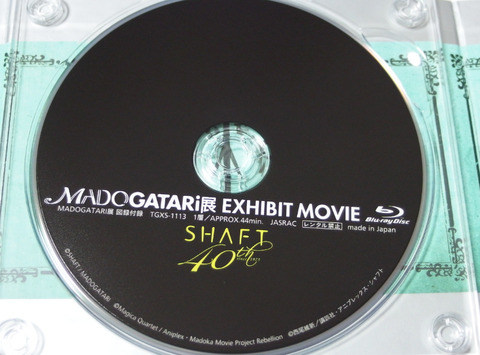 MADOGATARi展 EXHIBIT MOVIE
Blu-ray Disc
MADOGATARi展 図録付録 TGXS-1113 1層/APPROX.44min. JASRAC レンタル禁止 made in Japan
SHAFT
40th
©SHAFT/MADOGATARI
©Magica Quartet / Aniplex・Madoka Movie Project Rebellion
©西尾維新/講談社・アニプレックス・シャフト